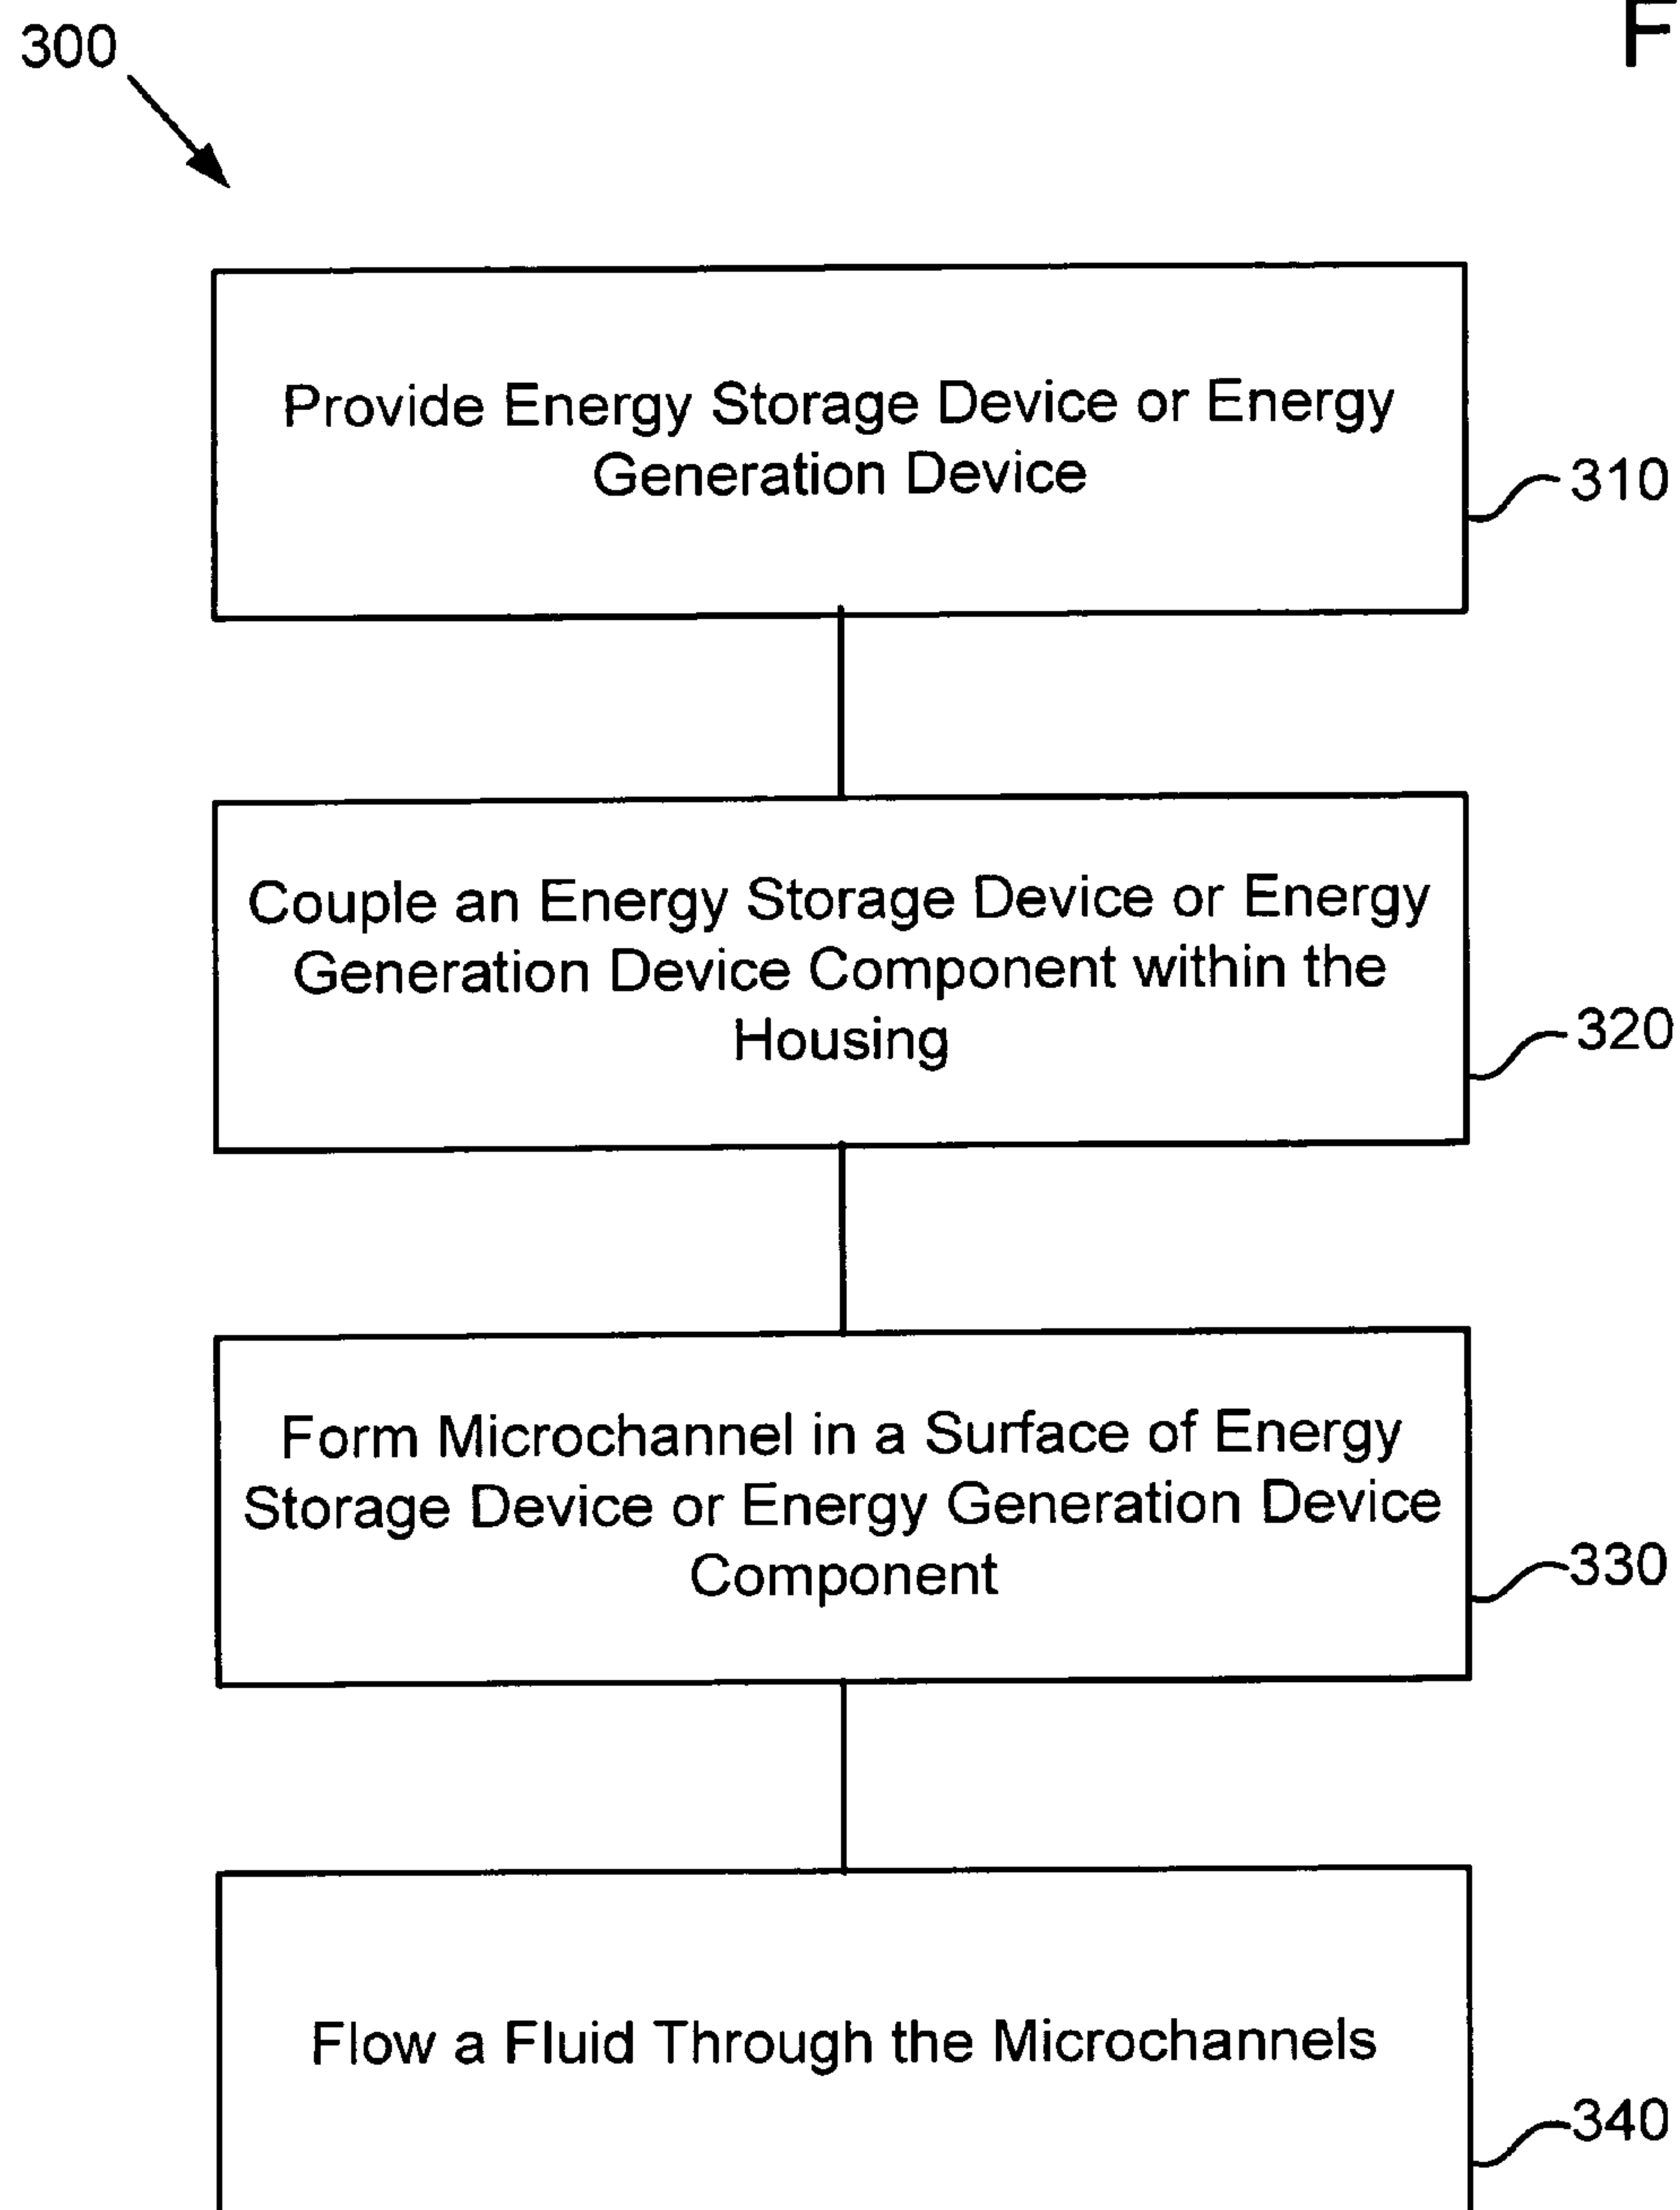 300
F
Provide Energy Storage Device or Energy
Generation Device
310
Couple an Energy Storage Device or Energy
Generation Device Component within the
Housing
320
Form Microchannel in a Surface of Energy
Storage Device or Energy Generation Device
Component
330
Flow a Fluid Through the Microchannels
340